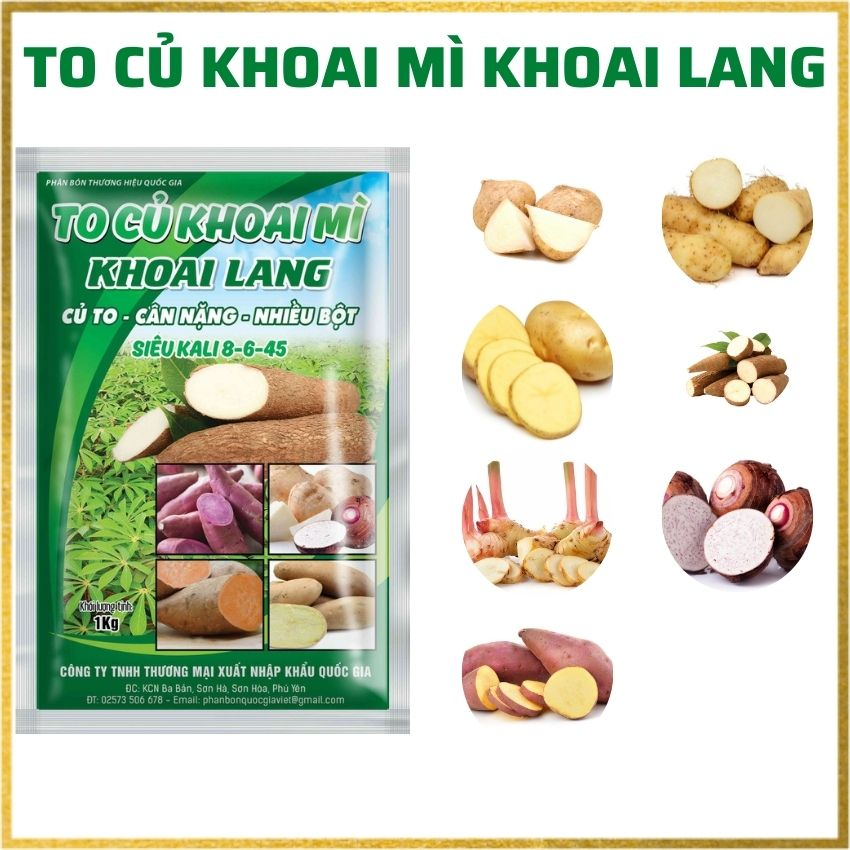 TO CỦ KHOAI MÌ KHOAI LANG
PHÂN BÓN THƯƠNG HIỆU QUỐC GIA
TO CỦ KHOAI MÌ
KHOAI LANG
CỦ TO - CÂN NẶNG - NHIỀU BỘT
SIÊU KALI 8-6-45
Khối lượng tịnh:
1Kg
CÔNG TY TNHH THƯƠNG MẠI XUẤT NHẬP KHẨU QUỐC GIA
ĐC: KCN Ba Bản, Sơn Hà, Sơn Hòa, Phú Yên
ĐT: 02573 506 678 - Email: phanbonquocgiaviet@gmail.com